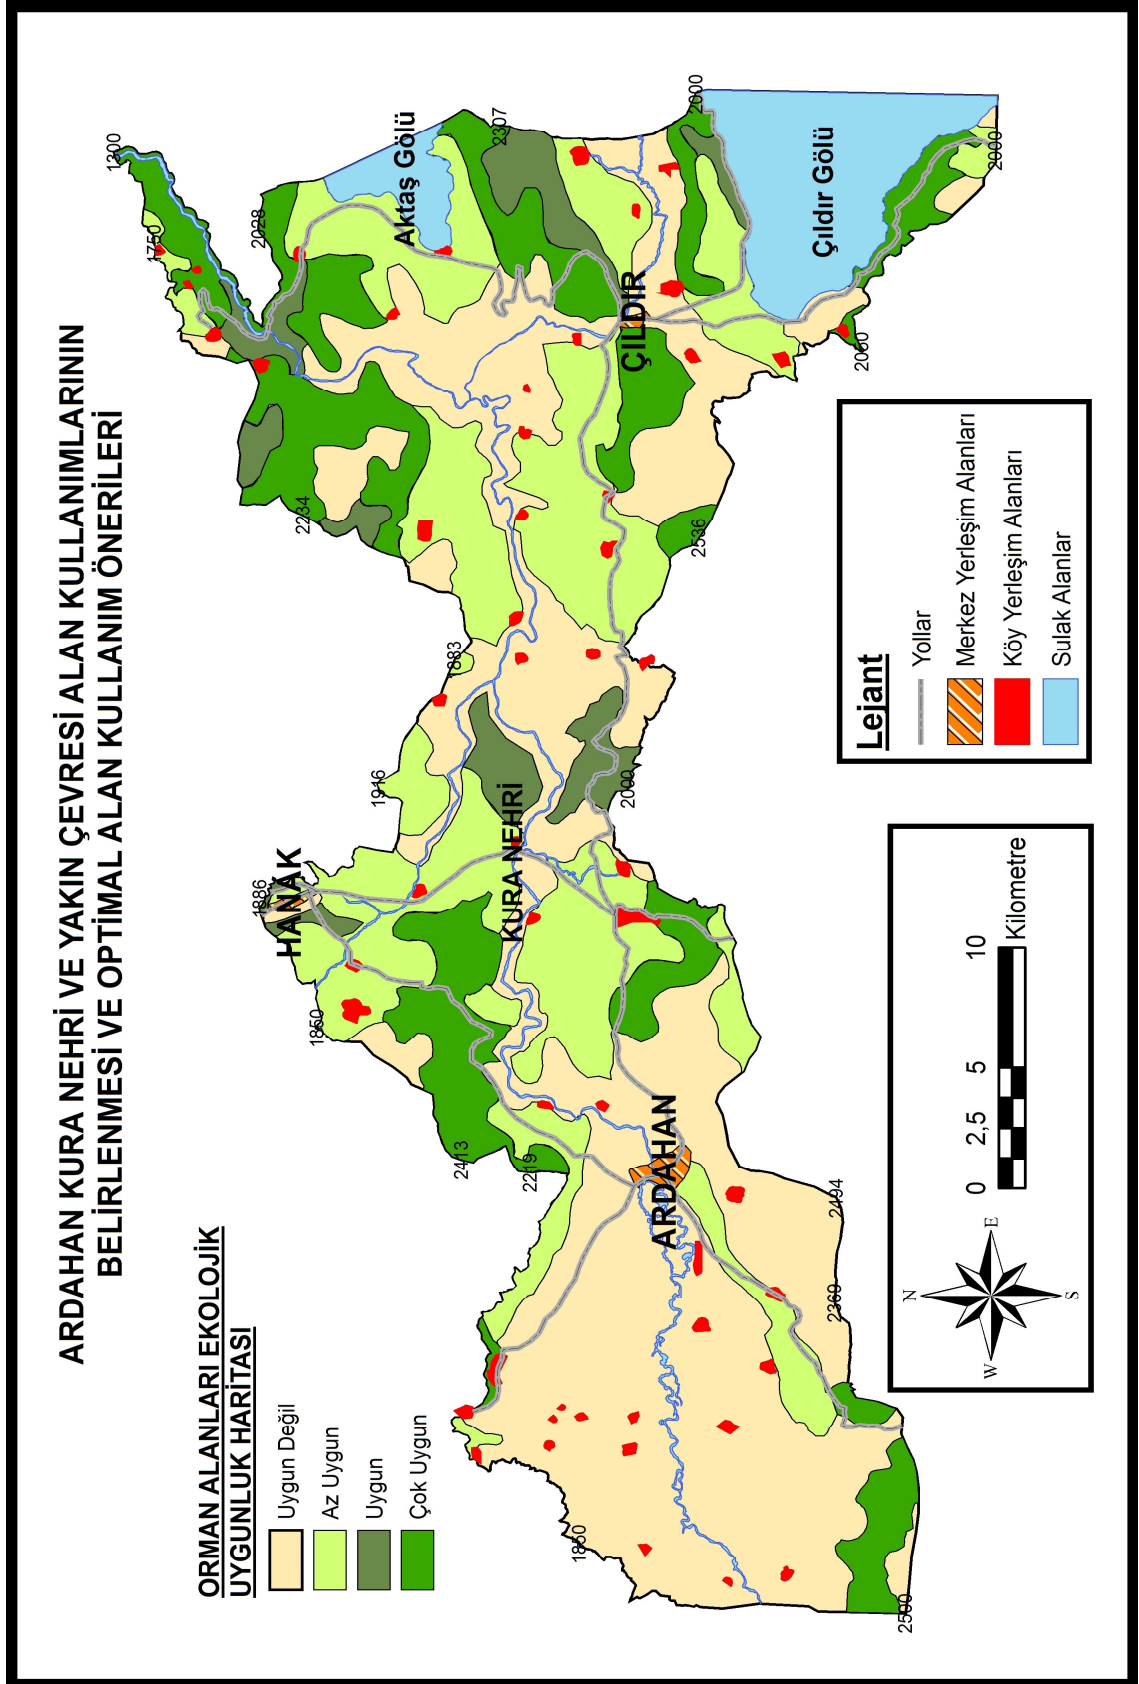 ARDAHAN KURA NEHRİ VE YAKIN ÇEVRESİ ALAN KULLANIMLARININ
BELİRLENMESİ VE OPTİMAL ALAN KULLANIM ÖNERİLERİ
ORMAN ALANLARI EKOLOJİK
UYGUNLUK HARİTASI
Uygun Değil
Az Uygun
Uygun
Çok Uygun
1300
1750
2028
Aktaş Gölü
2307
2000
Çıldır Gölü
2000
2000
ÇILDIR
2234
2536
1883
1916
2000
KURA NEHRİ
1886
HANAK
1850
2413
2219
ARDAHAN
2494
2369
1850
2500
N
E
S
W
0
2,5
5
10
Kilometre
Lejant
Yollar
Merkez Yerleşim Alanları
Köy Yerleşim Alanları
Sulak Alanlar